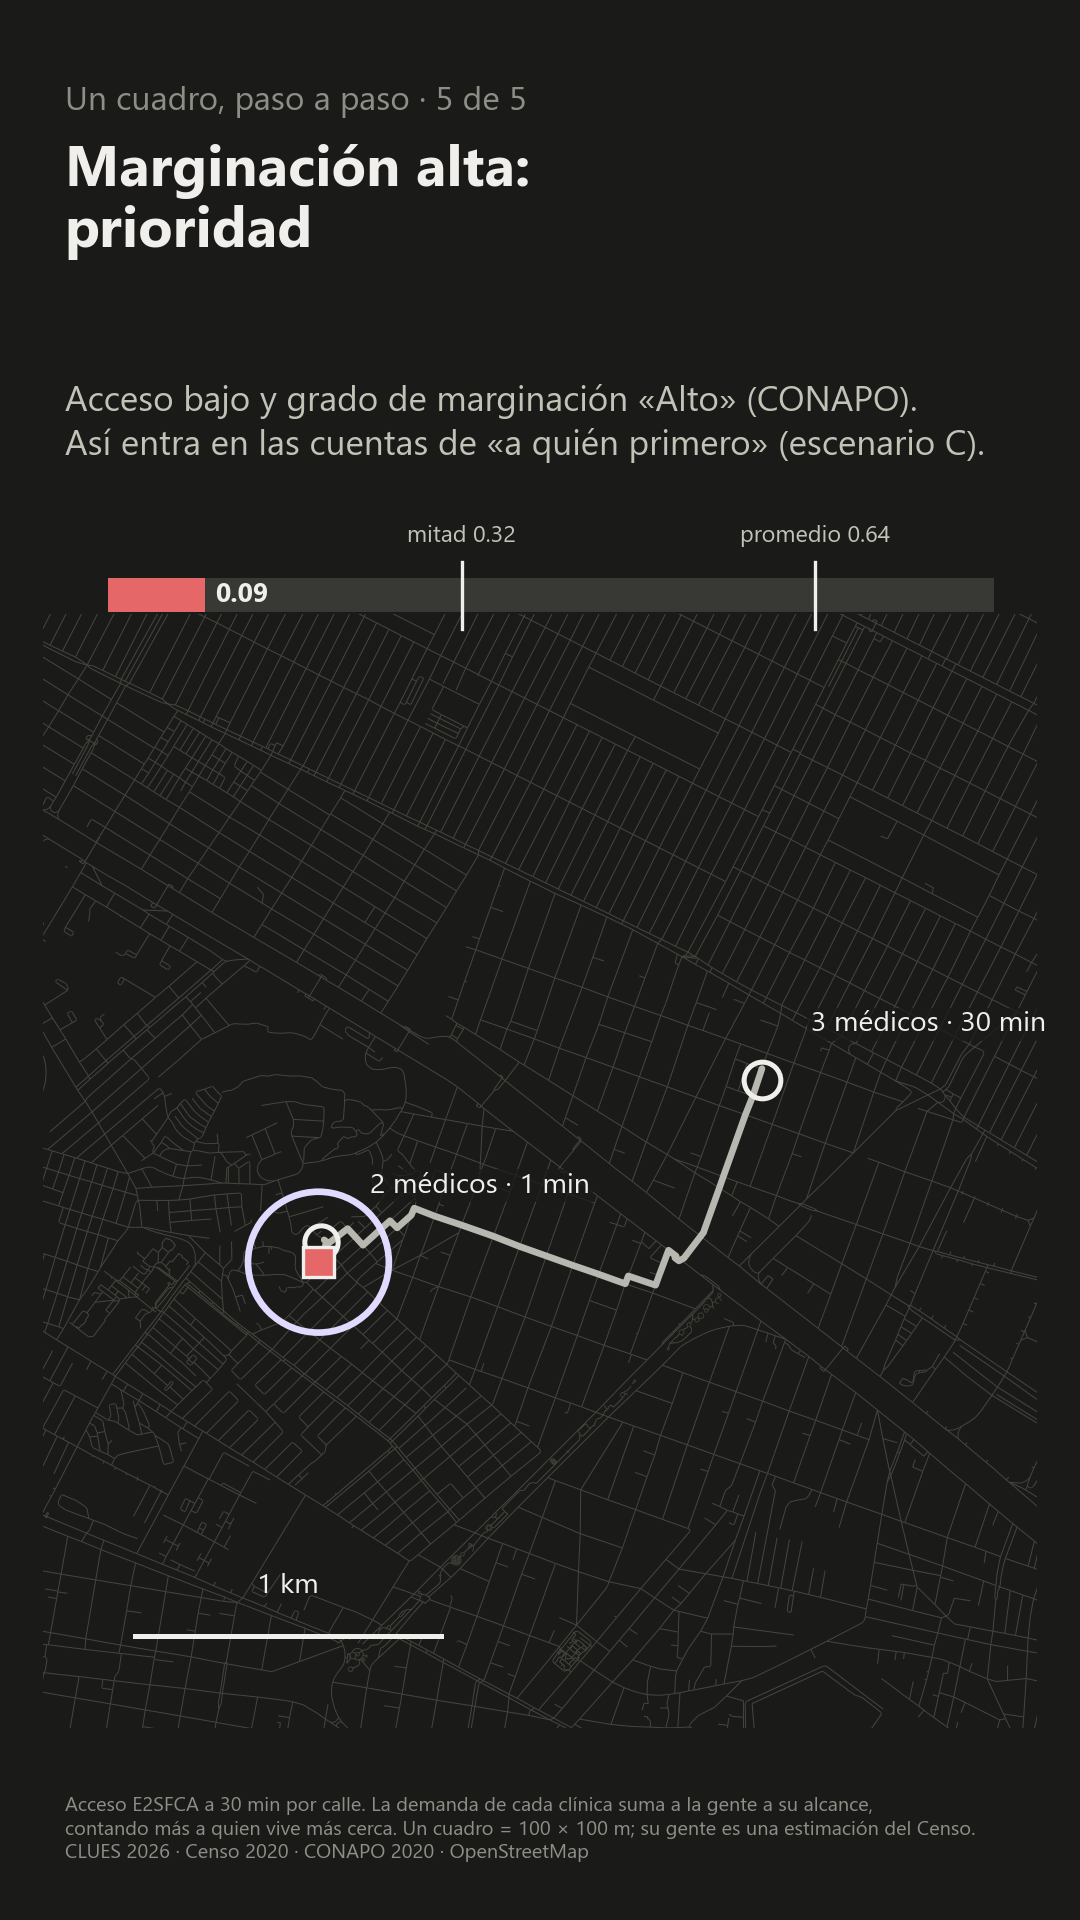 Un cuadro, paso a paso · 5 de 5
Marginación alta:
prioridad
Acceso bajo y grado de marginación «Alto» (CONAPO).
Así entra en las cuentas de «a quién primero» (escenario C).
mitad 0.32
promedio 0.64
0.09
3 médicos · 30 min
2 médicos · 1 min
1 km
Acceso E2SFCA a 30 min por calle. La demanda de cada clínica suma a la gente a su alcance,
contando más a quien vive más cerca. Un cuadro = 100 × 100 m; su gente es una estimación del Censo.
CLUES 2026 · Censo 2020 · CONAPO 2020 · OpenStreetMap